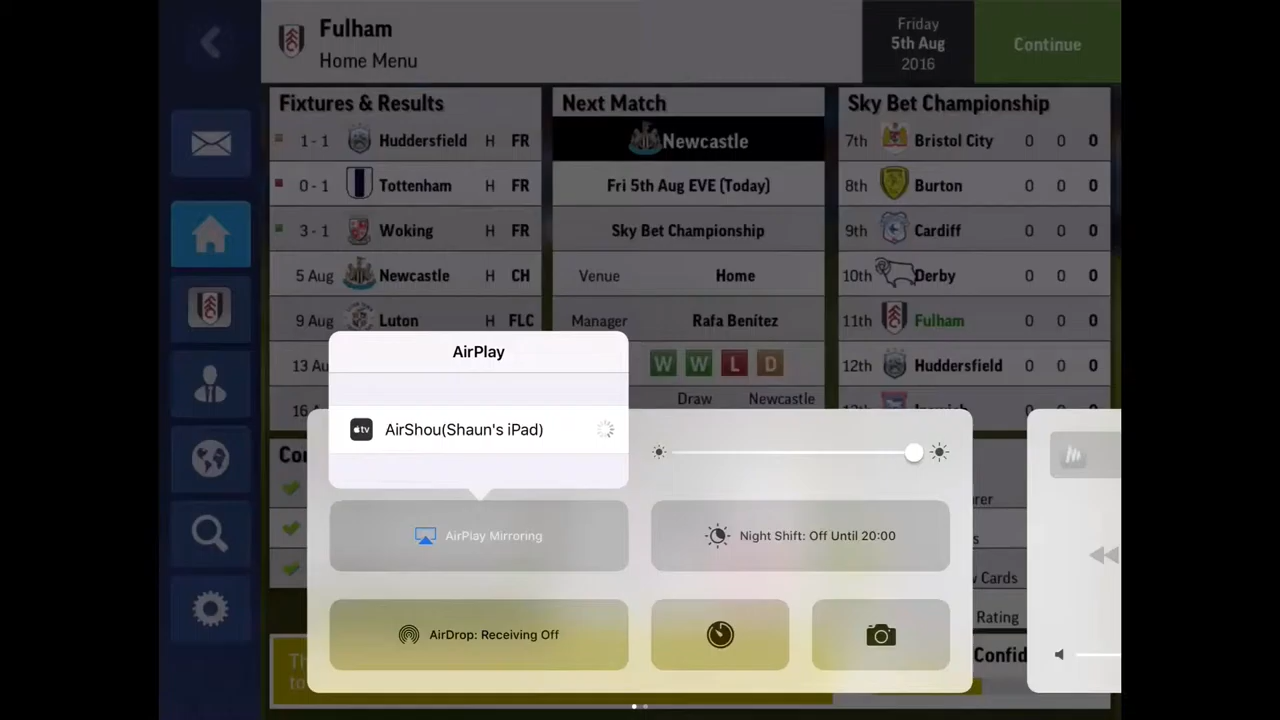 Fulham
Home Menu
Friday
5th Aug
2016
Continue
Fixtures & Results
1-1 Huddersfield H FR
0-1 Tottenham H FR
3-1 Woking H FR
5 Aug Newcastle H CH
9 Aug Luton H FLC
13 Au
16
Next Match
Newcastle
Fri 5th Aug EVE (Today)
Sky Bet Championship
Venue Home
Manager Rafa Benítez
W W L D
Draw Newcastle
Sky Bet Championship
7th Bristol City 0 0 0
8th Burton 0 0 0
9th Cardiff 0 0 0
10th Derby 0 0 0
11th Fulham 0 0 0
12th Huddersfield 0 0 0
AirPlay
tv AirShou(Shaun's iPad)
AirPlay Mirroring
Night Shift: Off Until 20:00
AirDrop: Receiving Off
Cards
Rating
Confid